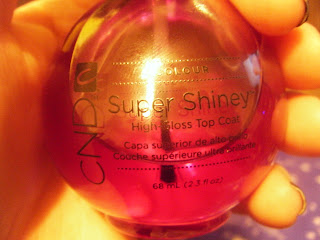 CND
COLOUR
Super Shiney
High-Gloss Top Coat
Capa superior de alto brillo
Couche supérieure ultra brillante
68 mL (2.3 fl oz)